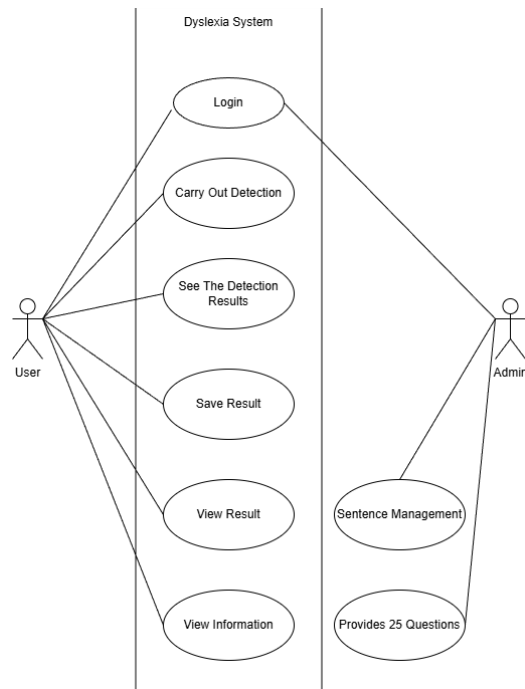 Dyslexia System
Login
Carry Out Detection
See The Detection
Results
User
Admin
Save Result
View Result
Sentence Management
View Information
Provides 25 Questions